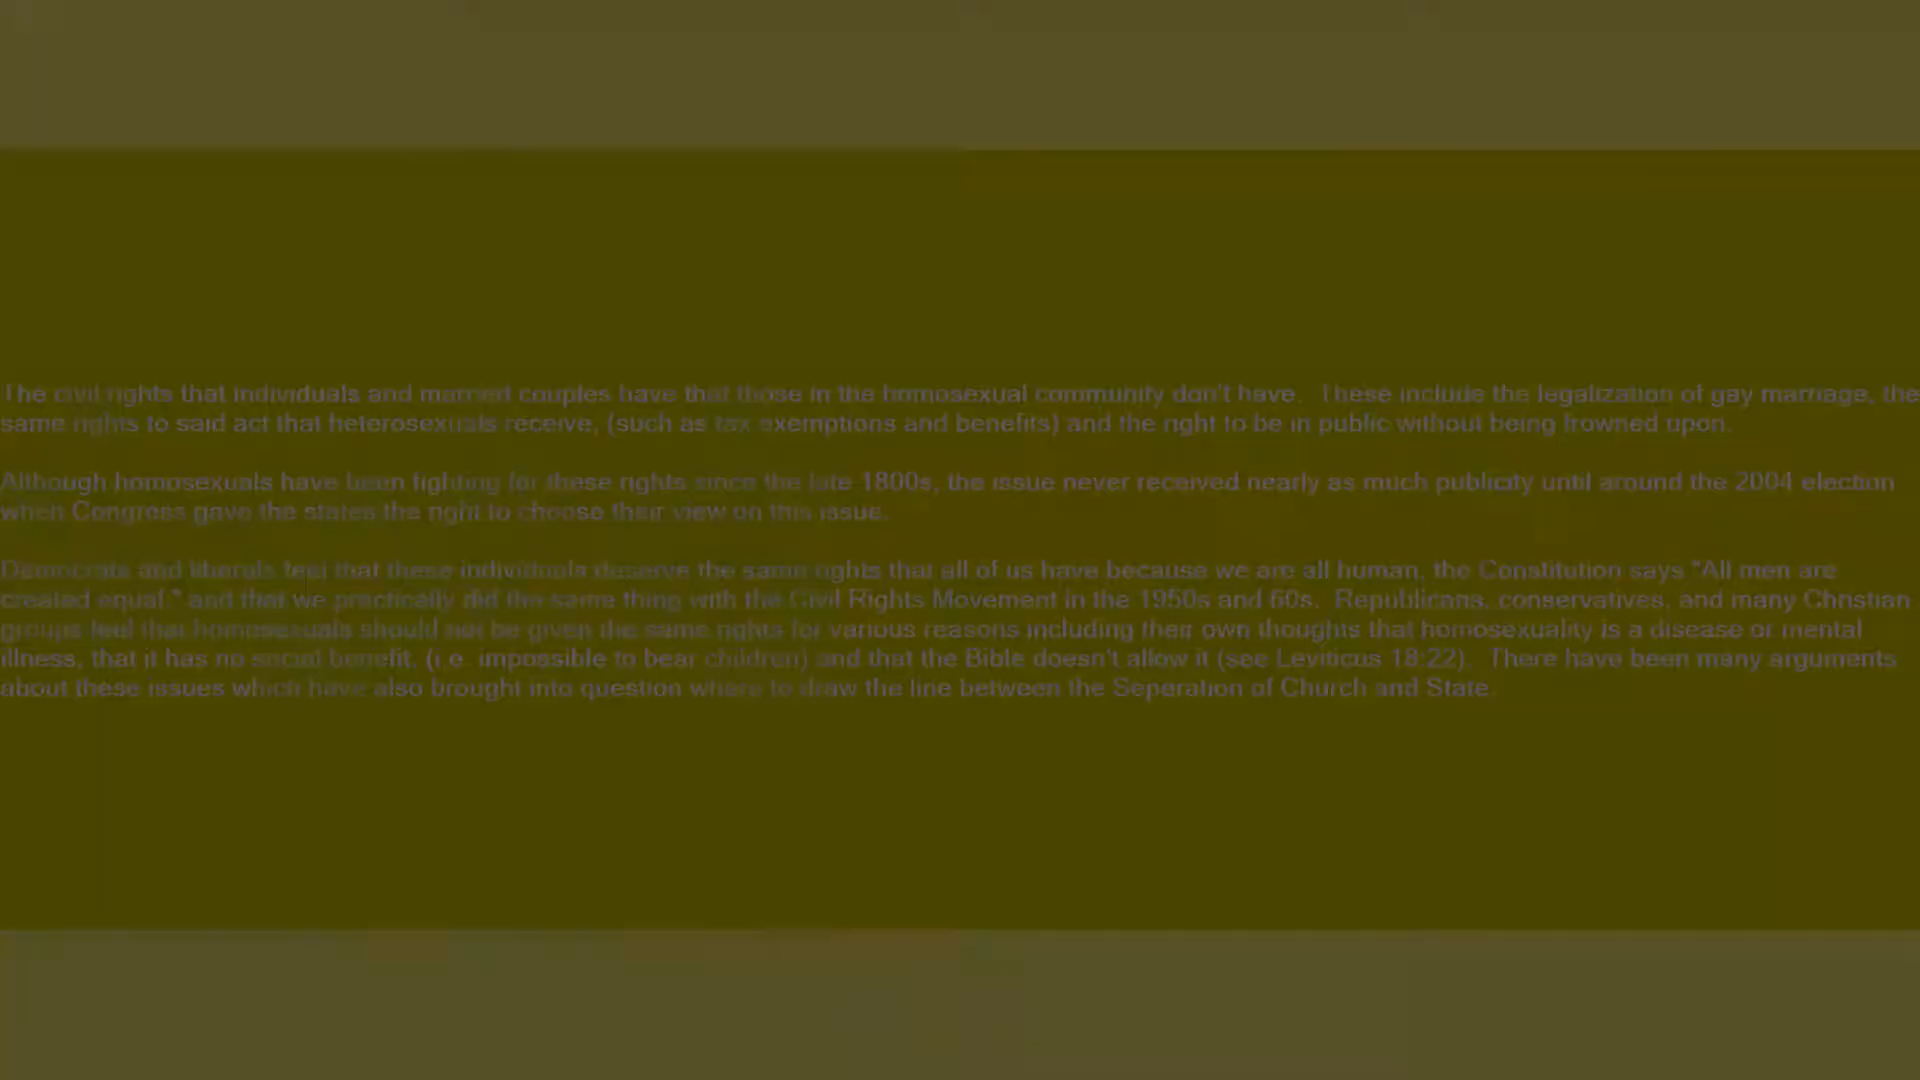 The civil rights that individuals and married couples have that those in the homosexual community don't have.  These include the legalization of gay marriage, the
same rights to said act that heterosexuals receive, (such as tax exemptions and benefits) and the right to be in public without being frowned upon.
Although homosexuals have been fighting for these rights since the late 1800s, the issue never received nearly as much publicity until around the 2004 election
when Congress gave the states the right to choose their view on this issue.
Democrats and liberals feel that these individuals deserve the same rights that all of us have because we are all human, the Constitution says "All men are
created equal," and that we practically did the same thing with the Civil Rights Movement in the 1950s and 60s.  Republicans, conservatives, and many Christian
groups feel that homosexuals should not be given the same rights for various reasons including their own thoughts that homosexuality is a disease or mental
illness, that it has no social benefit, (i.e. impossible to bear children) and that the Bible doesn't allow it (see Leviticus 18:22).  There have been many arguments
about these issues which have also brought into question where to draw the line between the Seperation of Church and State.